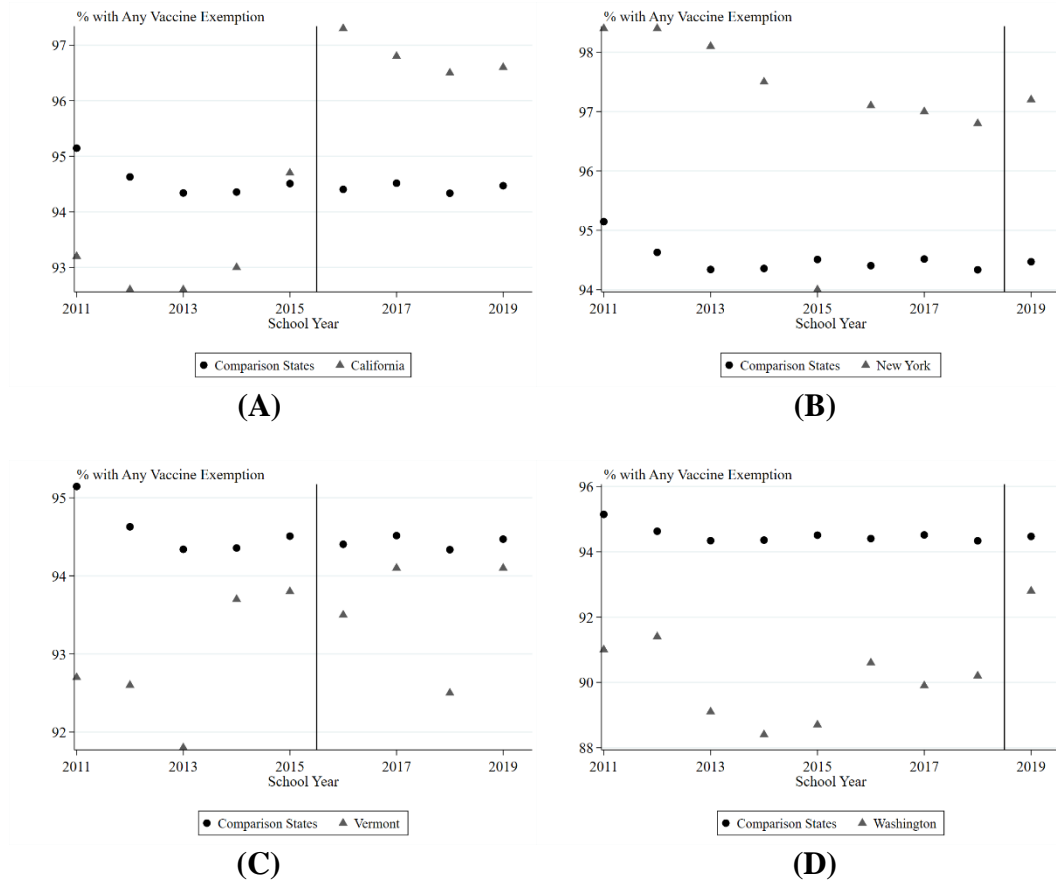 % with Any Vaccine Exemption
97
96
95
94
93
2011 2013 2015 2017 2019
School Year
Comparison States California
(A)
% with Any Vaccine Exemption
98
97
96
95
94
2011 2013 2015 2017 2019
School Year
Comparison States New York
(B)
% with Any Vaccine Exemption
95
94
93
92
2011 2013 2015 2017 2019
School Year
Comparison States Vermont
(C)
% with Any Vaccine Exemption
96
94
92
90
88
2011 2013 2015 2017 2019
School Year
Comparison States Washington
(D)